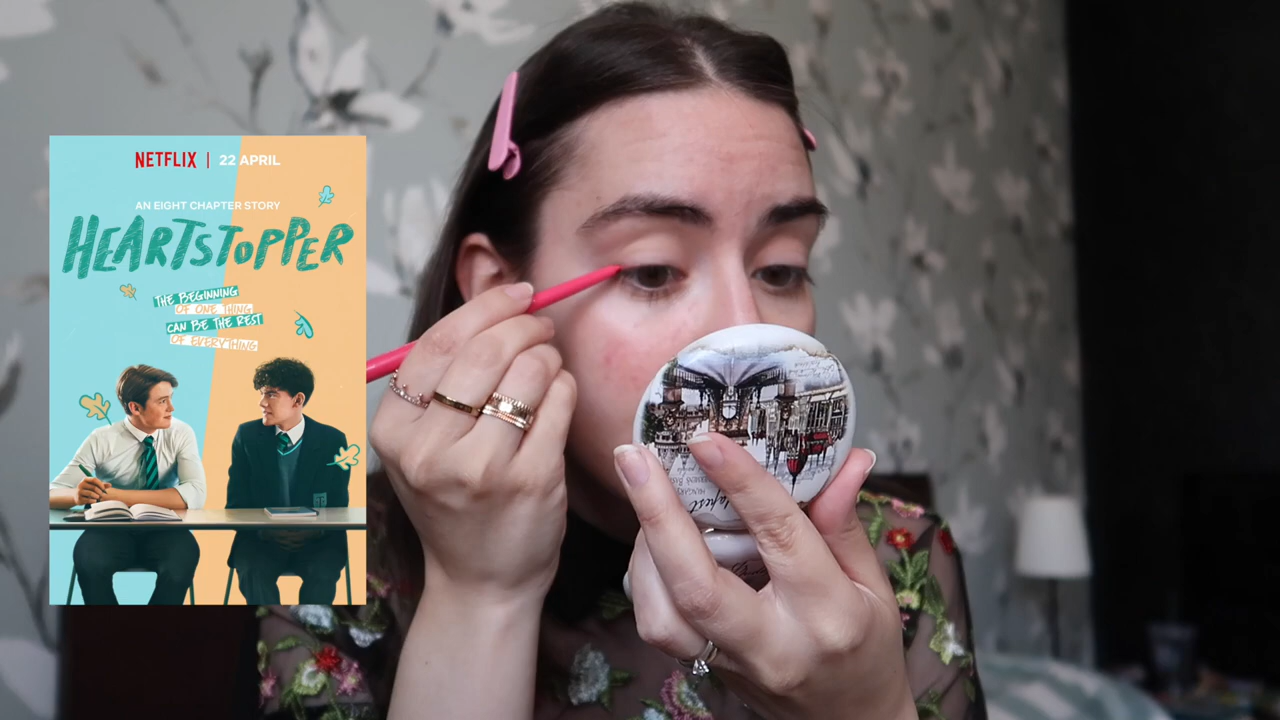 NETFLIX | 22 APRIL
AN EIGHT CHAPTER STORY
HEARTSTOPPER
THE BEGINNING
OF ONE THING
CAN BE THE REST
OF EVERYTHING